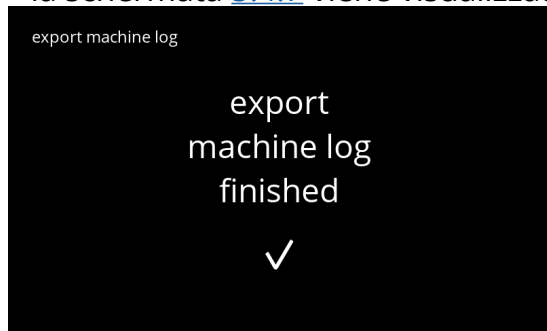 export machine log
export
machine log
finished